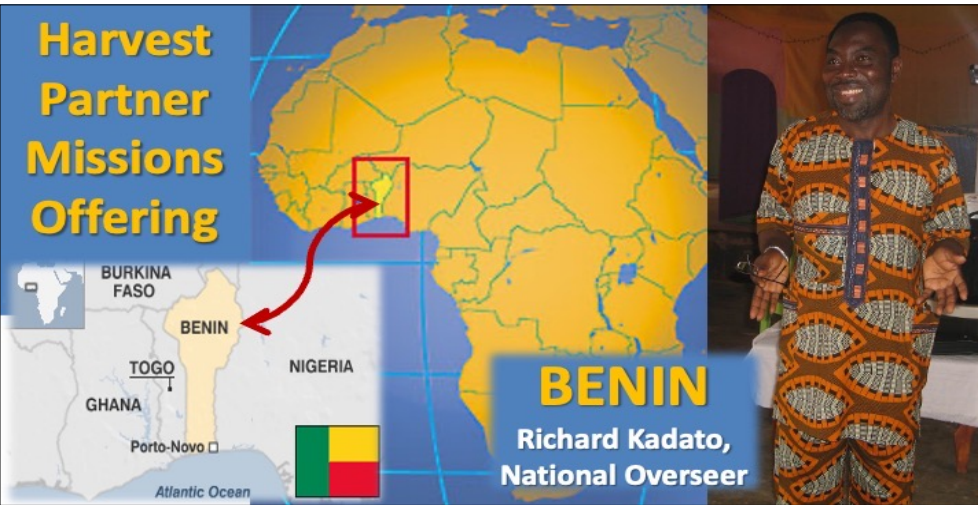 Harvest
Partner
Missions
Offering
BURKINA
FASO
BENIN
TOGO
NIGERIA
GHANA
Porto-Novo
Atlantic Ocean
BENIN
Richard Kadato,
National Overseer